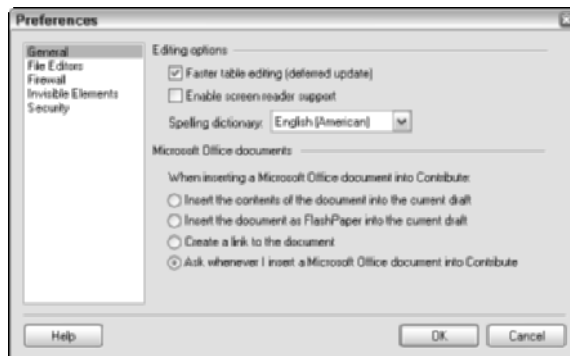 Preferences
General
File Editors
Firewall
Invisible Elements
Security
Editing options
Faster table editing (deferred update)
Enable screen reader support
Spelling dictionary: English (American)
Microsoft Office documents
When inserting a Microsoft Office document into Contribute:
Insert the contents of the document into the current draft
Insert the document as FlashPaper into the current draft
Create a link to the document
Ask whenever I insert a Microsoft Office document into Contribute
Help OK Cancel